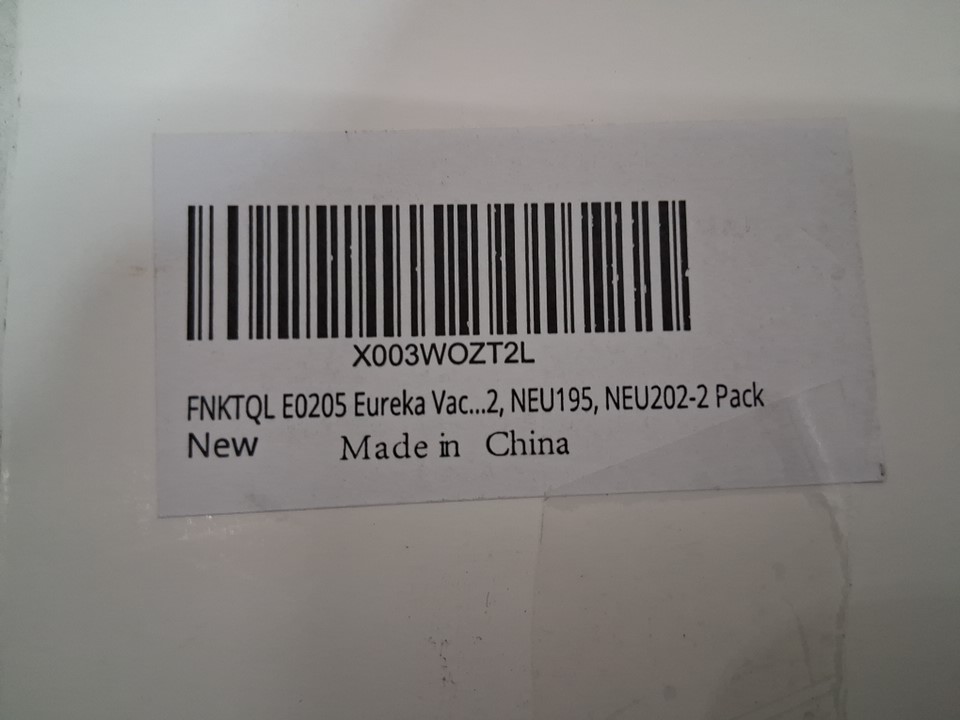 X003WOZT2L
FNKTQL E0205 Eureka Vac...2, NEU195, NEU202-2 Pack
New Made in China